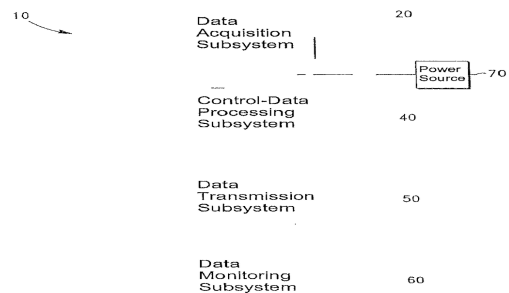 10
Data
Acquisition
Subsystem
20
Power
Source
70
Control-Data
Processing
Subsystem
40
Data
Transmission
Subsystem
50
Data
Monitoring
Subsystem
60